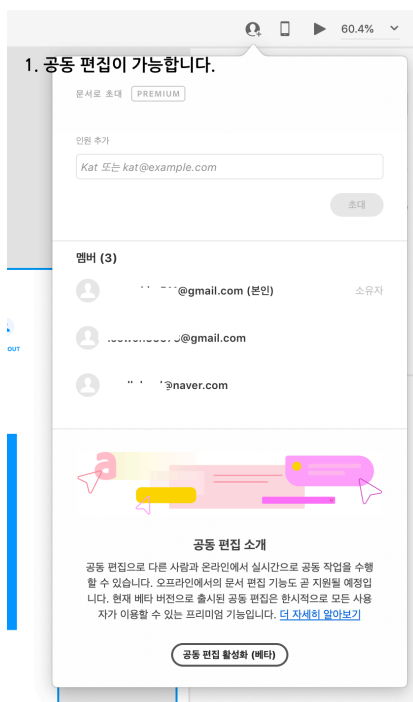 60.4%
1. 공동 편집이 가능합니다.
문서로 초대 PREMIUM
인원 추가
Kat 또는 kat@example.com
초대
멤버 (3)
@gmail.com (본인) 소유자
@gmail.com
@naver.com
OUT
공동 편집 소개
공동 편집으로 다른 사람과 온라인에서 실시간으로 공동 작업을 수행
할 수 있습니다. 오프라인에서의 문서 편집 기능도 곧 지원될 예정입
니다. 현재 베타 버전으로 출시된 공동 편집은 한시적으로 모든 사용
자가 이용할 수 있는 프리미엄 기능입니다. 더 자세히 알아보기
공동 편집 활성화 (베타)